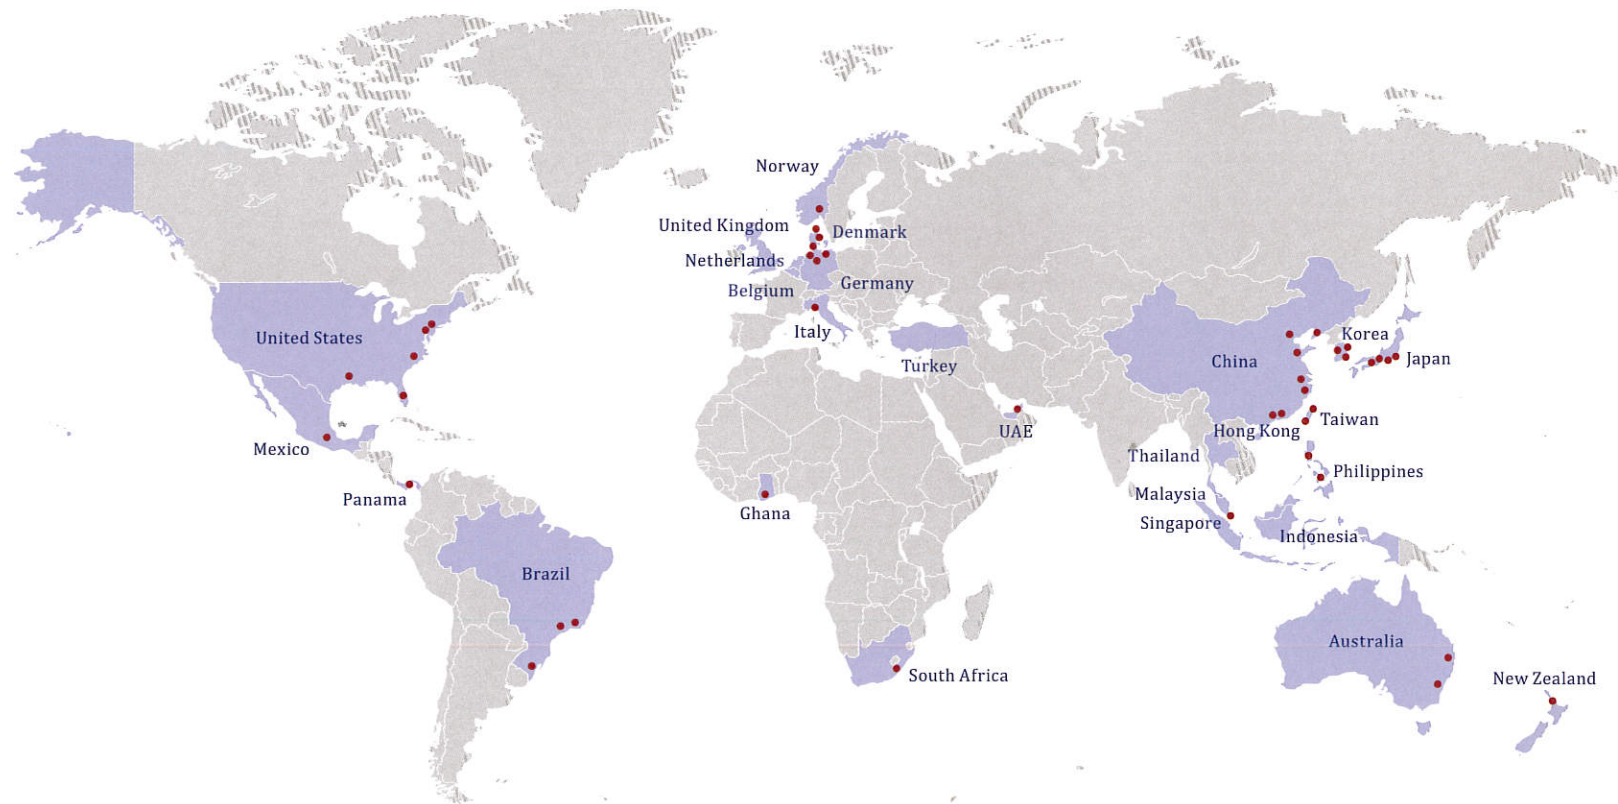 Norway
United Kingdom
Denmark
Netherlands
Germany
Belgium
Italy
United States
Korea
China
Japan
Turkey
Taiwan
UAE
Hong Kong
Mexico
Thailand
Philippines
Panama
Malaysia
Ghana
Singapore
Indonesia
Brazil
Australia
South Africa
New Zealand